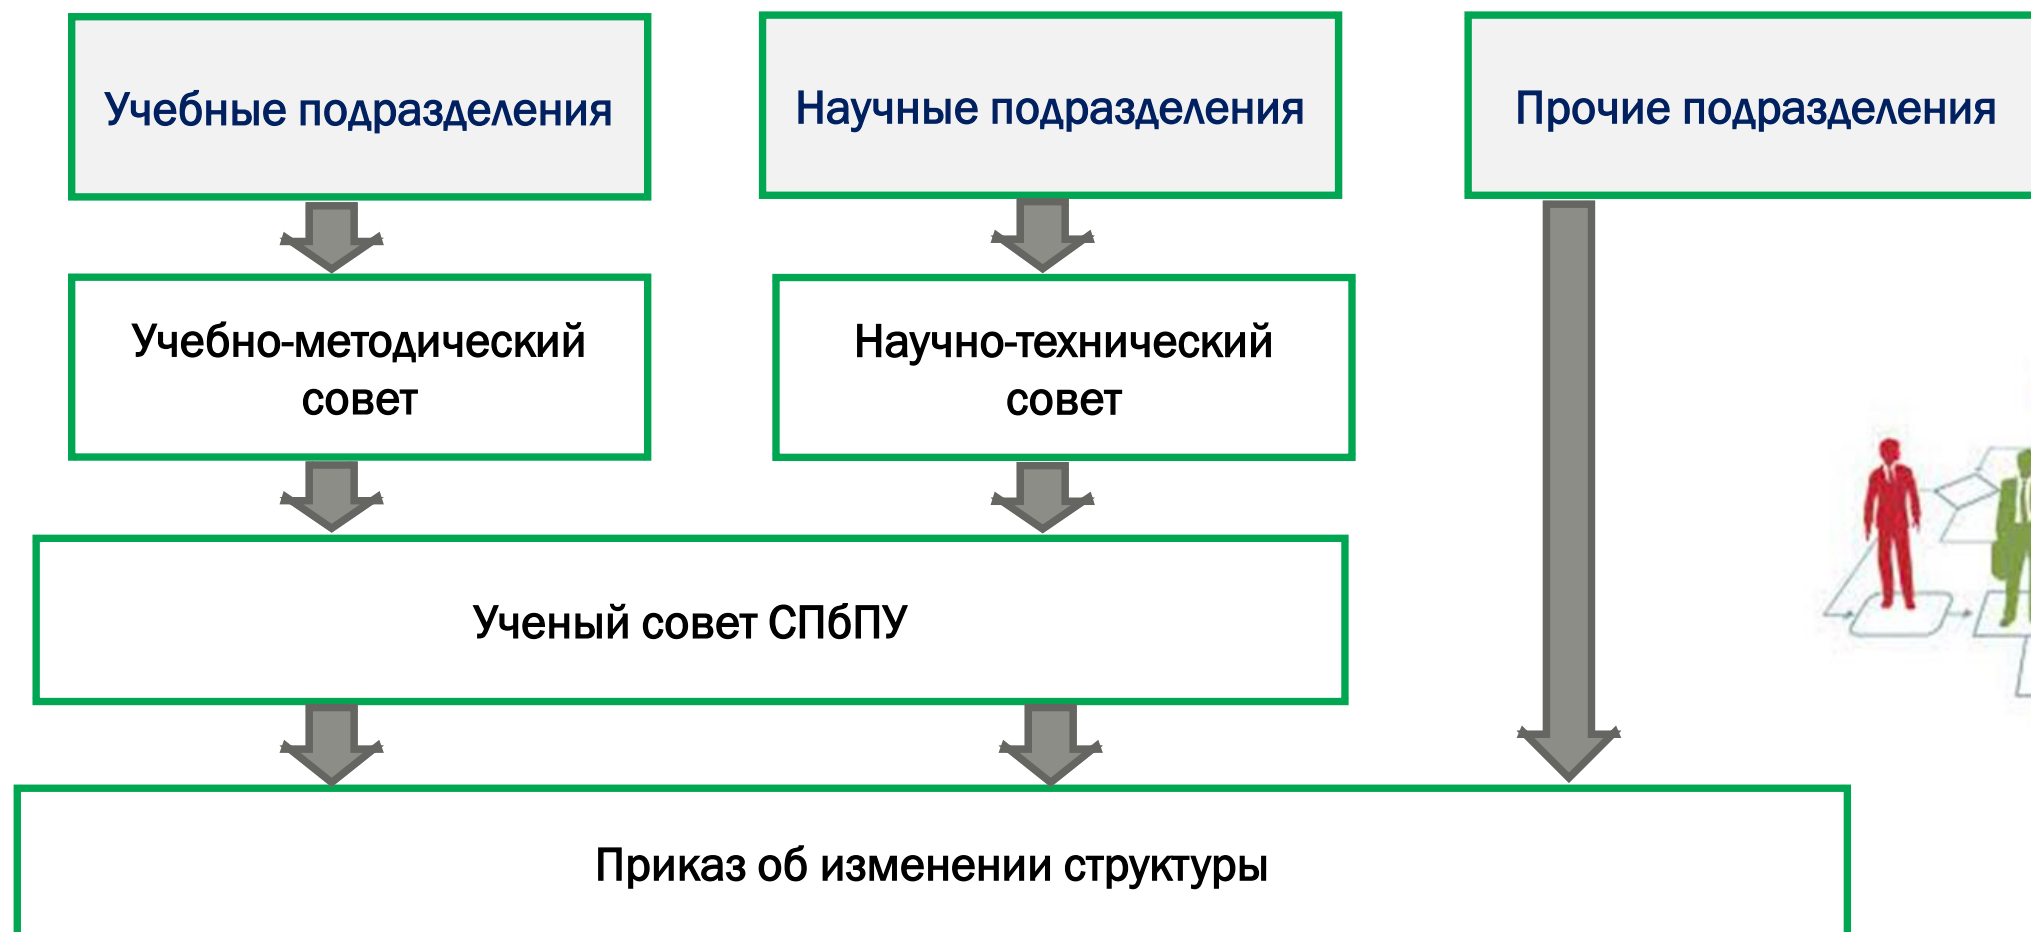 Учебные подразделения
Научные подразделения
Прочие подразделения
Учебно-методический
совет
Научно-технический
совет
Ученый совет СПбПУ
Приказ об изменении структуры